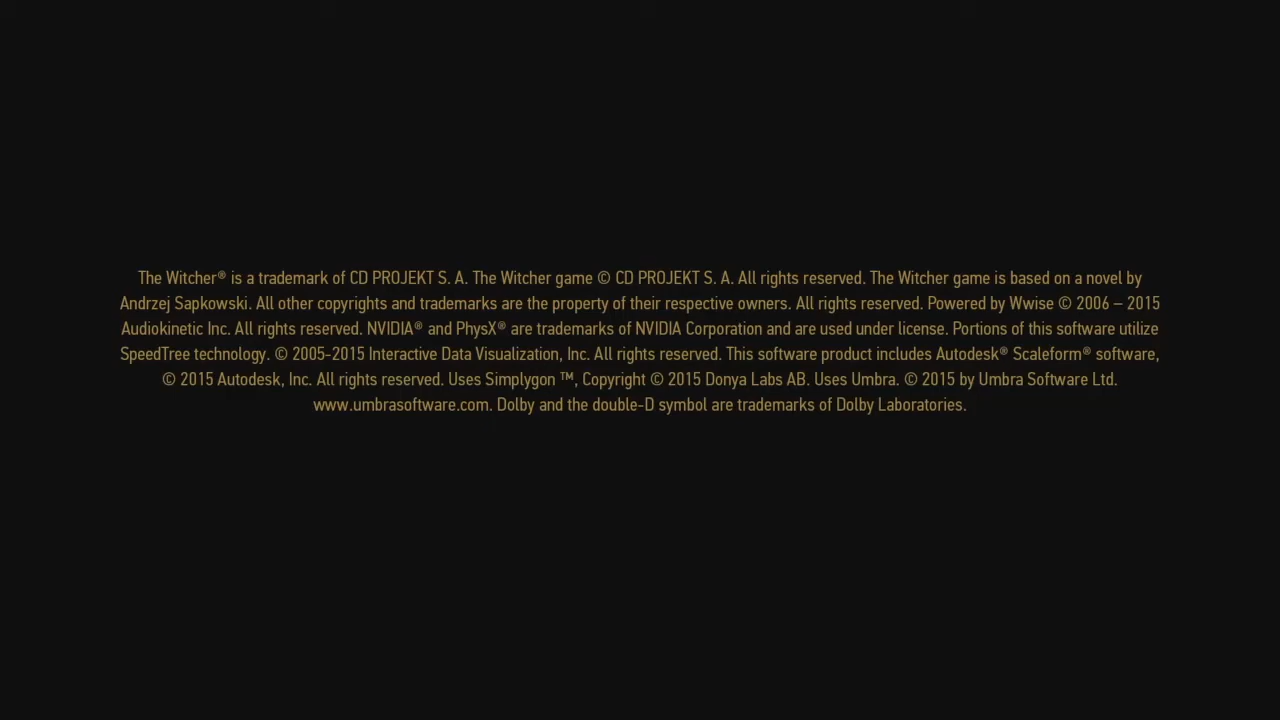 The Witcher® is a trademark of CD PROJEKT S. A. The Witcher game © CD PROJEKT S. A. All rights reserved. The Witcher game is based on a novel by
Andrzej Sapkowski. All other copyrights and trademarks are the property of their respective owners. All rights reserved. Powered by Wwise © 2006 – 2015
Audiokinetic Inc. All rights reserved. NVIDIA® and PhysX® are trademarks of NVIDIA Corporation and are used under license. Portions of this software utilize
SpeedTree technology. © 2005-2015 Interactive Data Visualization, Inc. All rights reserved. This software product includes Autodesk® Scaleform® software,
© 2015 Autodesk, Inc. All rights reserved. Uses Simplygon ™, Copyright © 2015 Donya Labs AB. Uses Umbra. © 2015 by Umbra Software Ltd.
www.umbrasoftware.com. Dolby and the double-D symbol are trademarks of Dolby Laboratories.